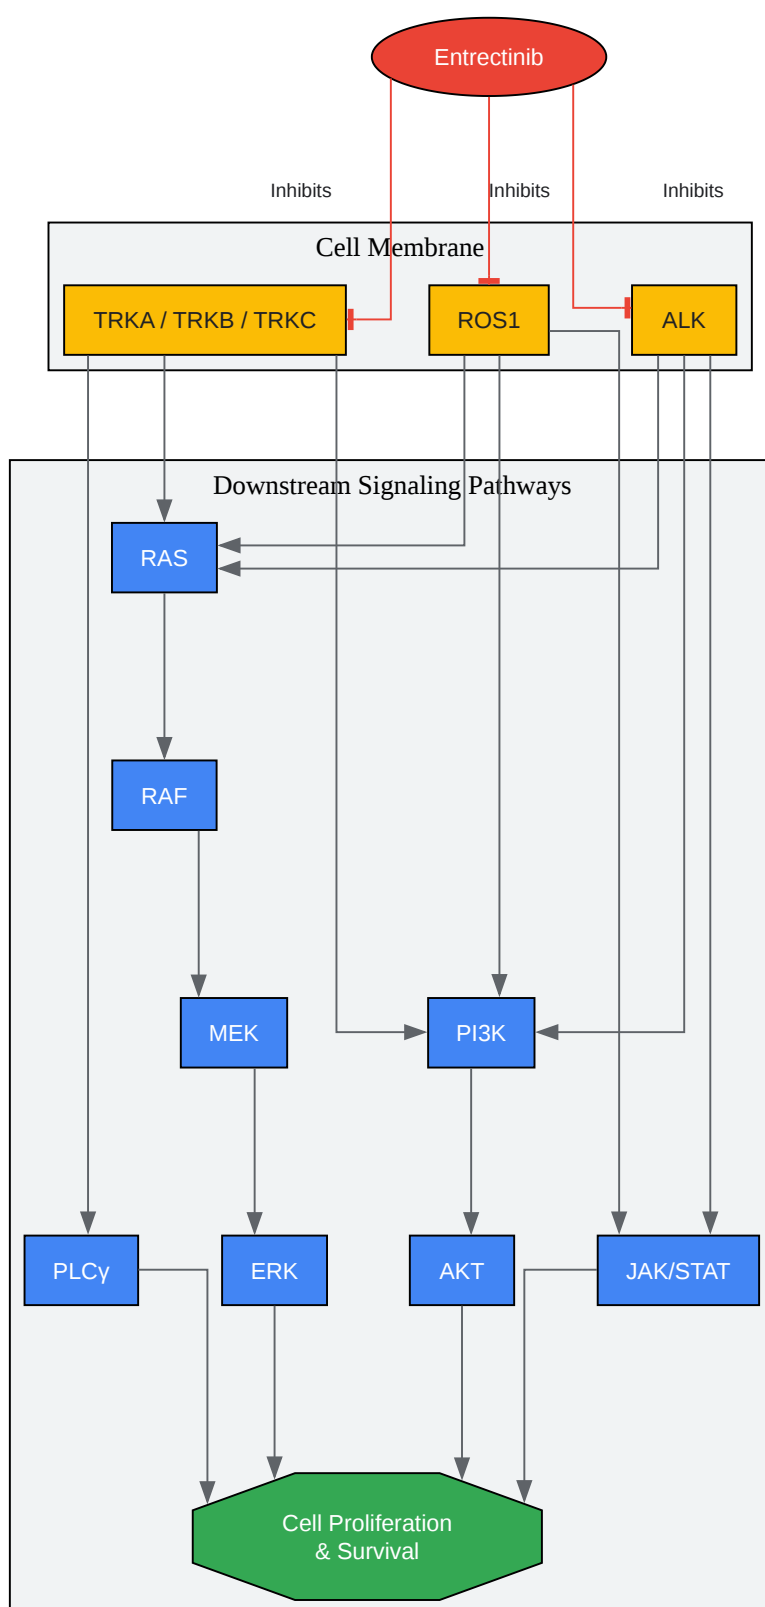 Entrectinib
Inhibits
Inhibits
Inhibits
Cell Membrane
TRKA / TRKB / TRKC
ROS1
ALK
Downstream Signaling Pathways
RAS
RAF
MEK
PI3K
PLCγ
ERK
AKT
JAK/STAT
Cell Proliferation
& Survival